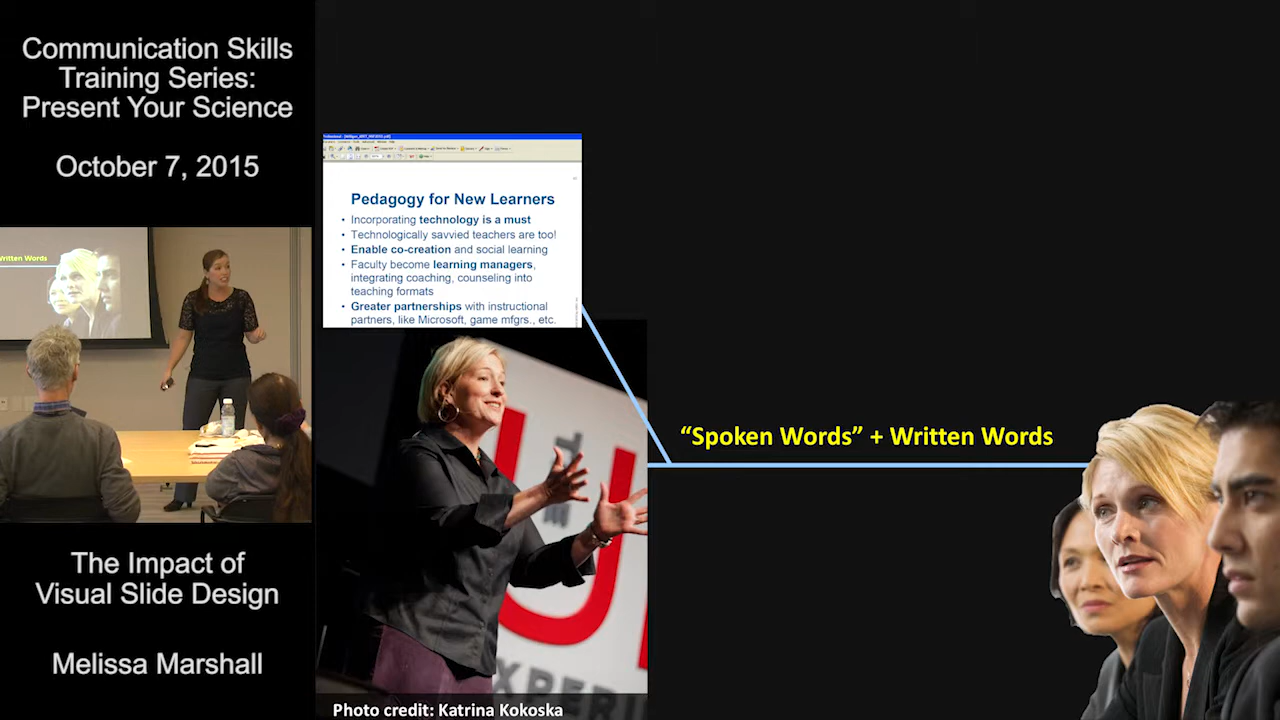 Communication Skills
Training Series:
Present Your Science
October 7, 2015
Written Words
The Impact of
Visual Slide Design
Melissa Marshall
Pedagogy for New Learners
• Incorporating technology is a must
• Technologically savvied teachers are too!
• Enable co-creation and social learning
• Faculty become learning managers,
integrating coaching, counseling into
teaching formats
• Greater partnerships with instructional
partners, like Microsoft, game mfgrs., etc.
“Spoken Words” + Written Words
EXPERI
Photo credit: Katrina Kokoska